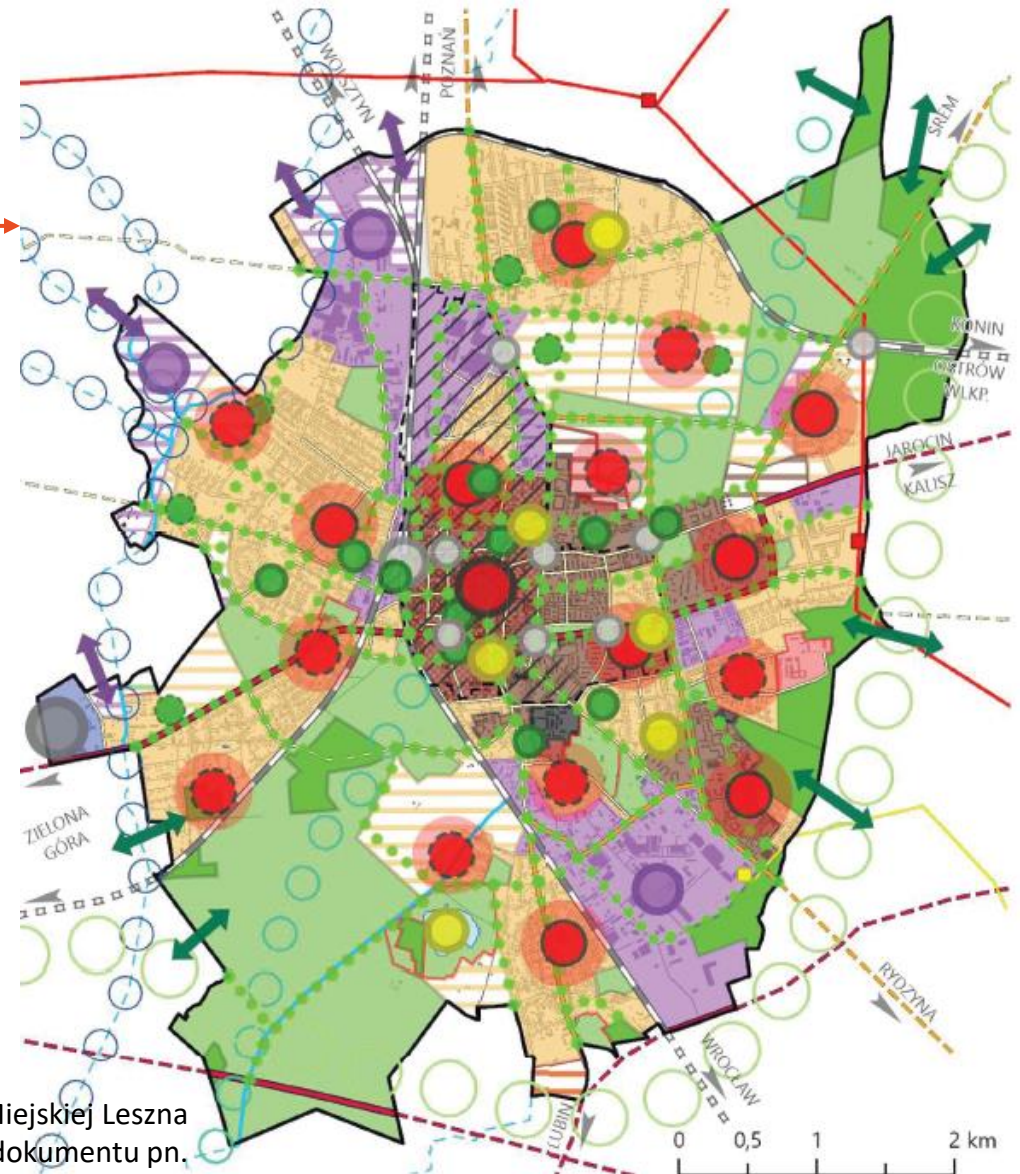 WOLSZTYN
POZNAŃ
ŚREM
KONIN
OSTRÓW
WLKP.
JAROCIN
KALISZ
ZIELONA
GÓRA
RYDZYNA
WROCŁAW
LUBIN
Miejskiej Leszna
dokumentu pn.
0 0,5 1 2 km